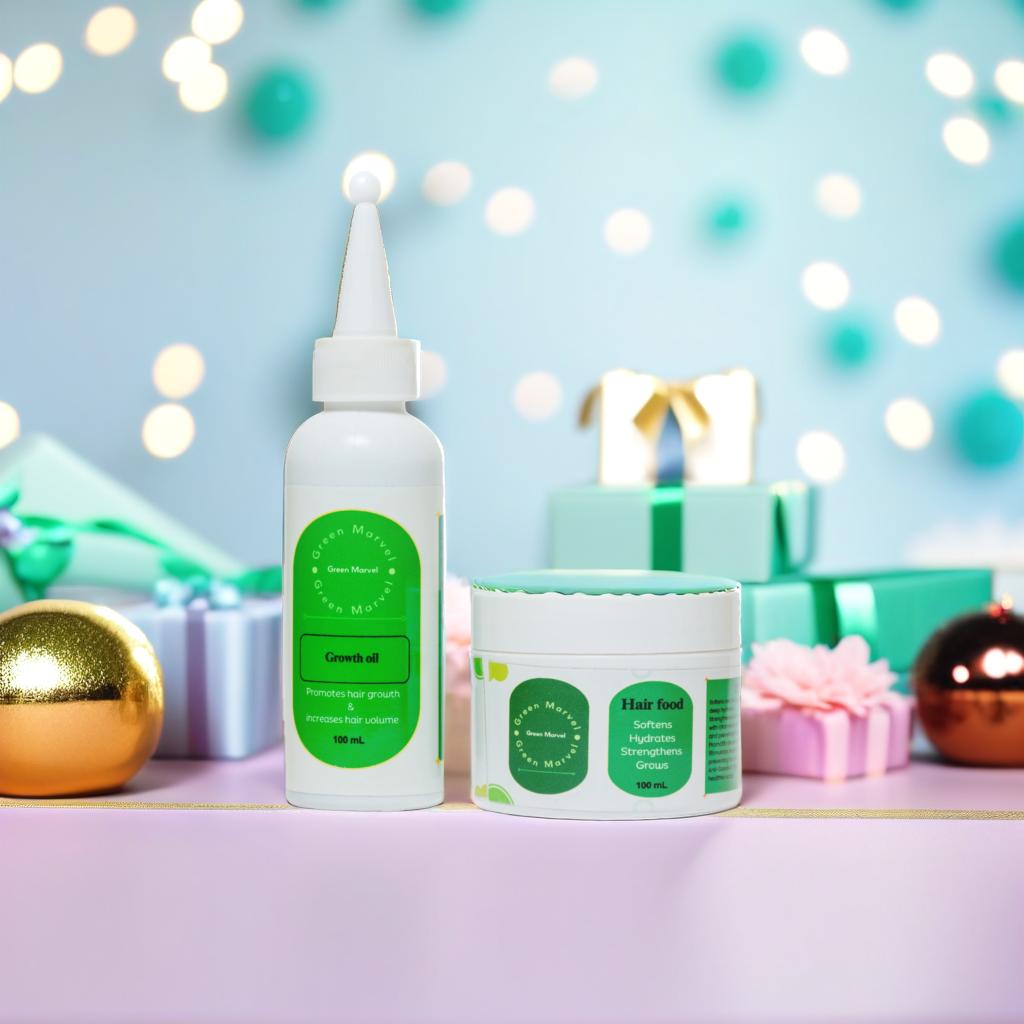 Green Marvel
Green Marvel
Green Marvel
Growth oil
Promotes hair growth
&
increases hair volume
100 mL
Green Marvel
Green Marvel
Green Marvel
Hair food
Softens
Hydrates
Strengthens
Grows
100 mL